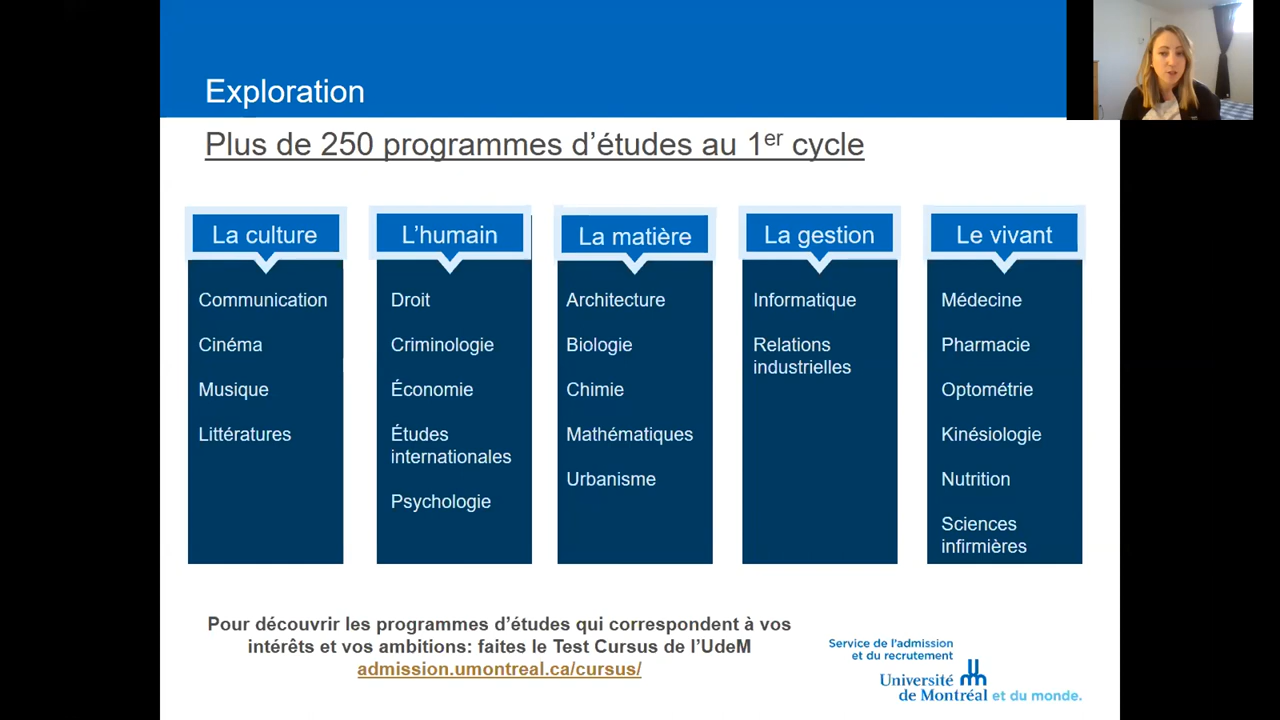 Exploration
Plus de 250 programmes d’études au 1er cycle
La culture
Communication
Cinéma
Musique
Littératures
L’humain
Droit
Criminologie
Économie
Études
internationales
Psychologie
La matière
Architecture
Biologie
Chimie
Mathématiques
Urbanisme
La gestion
Informatique
Relations
industrielles
Le vivant
Médecine
Pharmacie
Optométrie
Kinésiologie
Nutrition
Sciences
infirmières
Pour découvrir les programmes d’études qui correspondent à vos
intérêts et vos ambitions: faites le Test Cursus de l’UdeM
admission.umontreal.ca/cursus/
Service de l’admission
et du recrutement
Université
de Montréal et du monde.